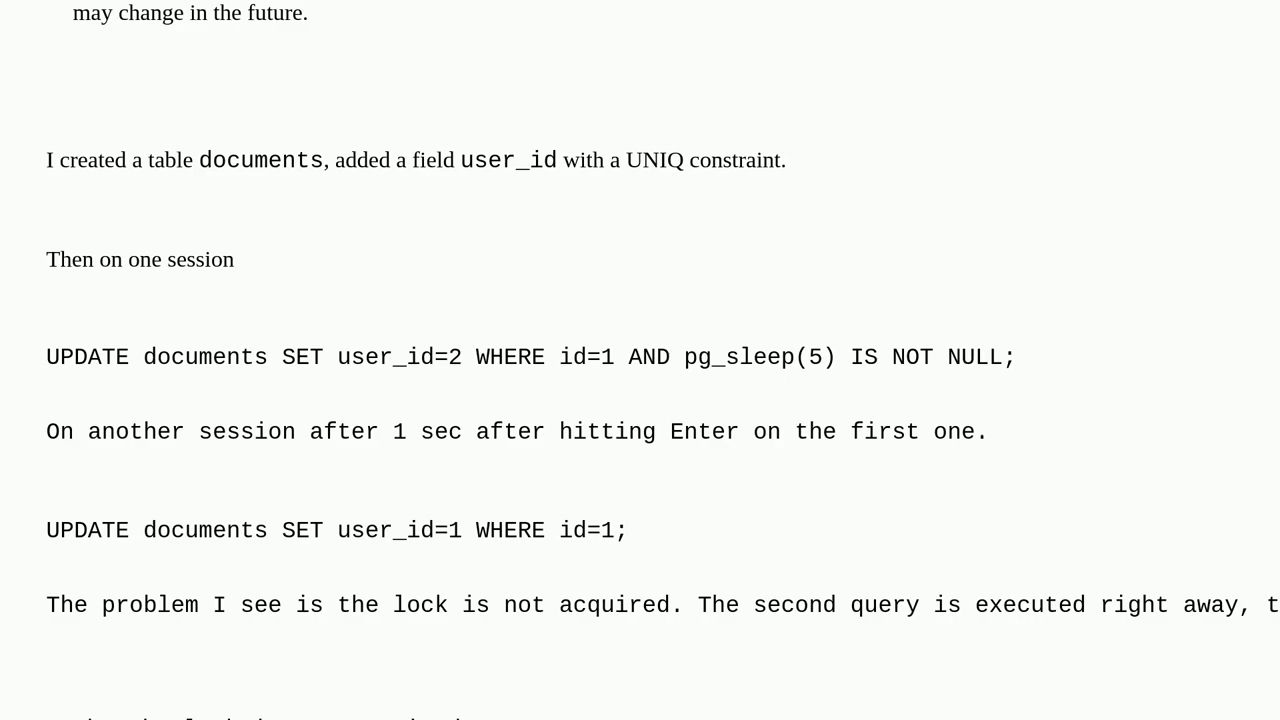 may change in the future.
I created a table documents, added a field user_id with a UNIQ constraint.
Then on one session
UPDATE documents SET user_id=2 WHERE id=1 AND pg_sleep(5) IS NOT NULL;
On another session after 1 sec after hitting Enter on the first one.
UPDATE documents SET user_id=1 WHERE id=1;
The problem I see is the lock is not acquired. The second query is executed right away, t